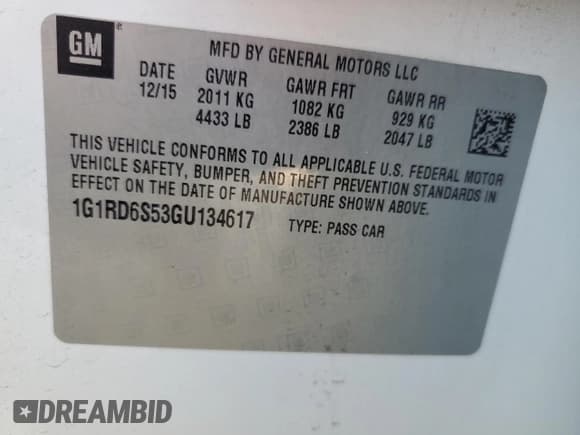 GM
®
MFD BY GENERAL MOTORS LLC
DATE GVWR GAWR FRT GAWR RR
12/15 2011 KG 1082 KG 929 KG
4433 LB 2386 LB 2047 LB
THIS VEHICLE CONFORMS TO ALL APPLICABLE U.S. FEDERAL MOTOR
VEHICLE SAFETY, BUMPER, AND THEFT PREVENTION STANDARDS IN
EFFECT ON THE DATE OF MANUFACTURE SHOWN ABOVE.
1G1RD6S53GU134617 TYPE: PASS CAR
DREAMBID